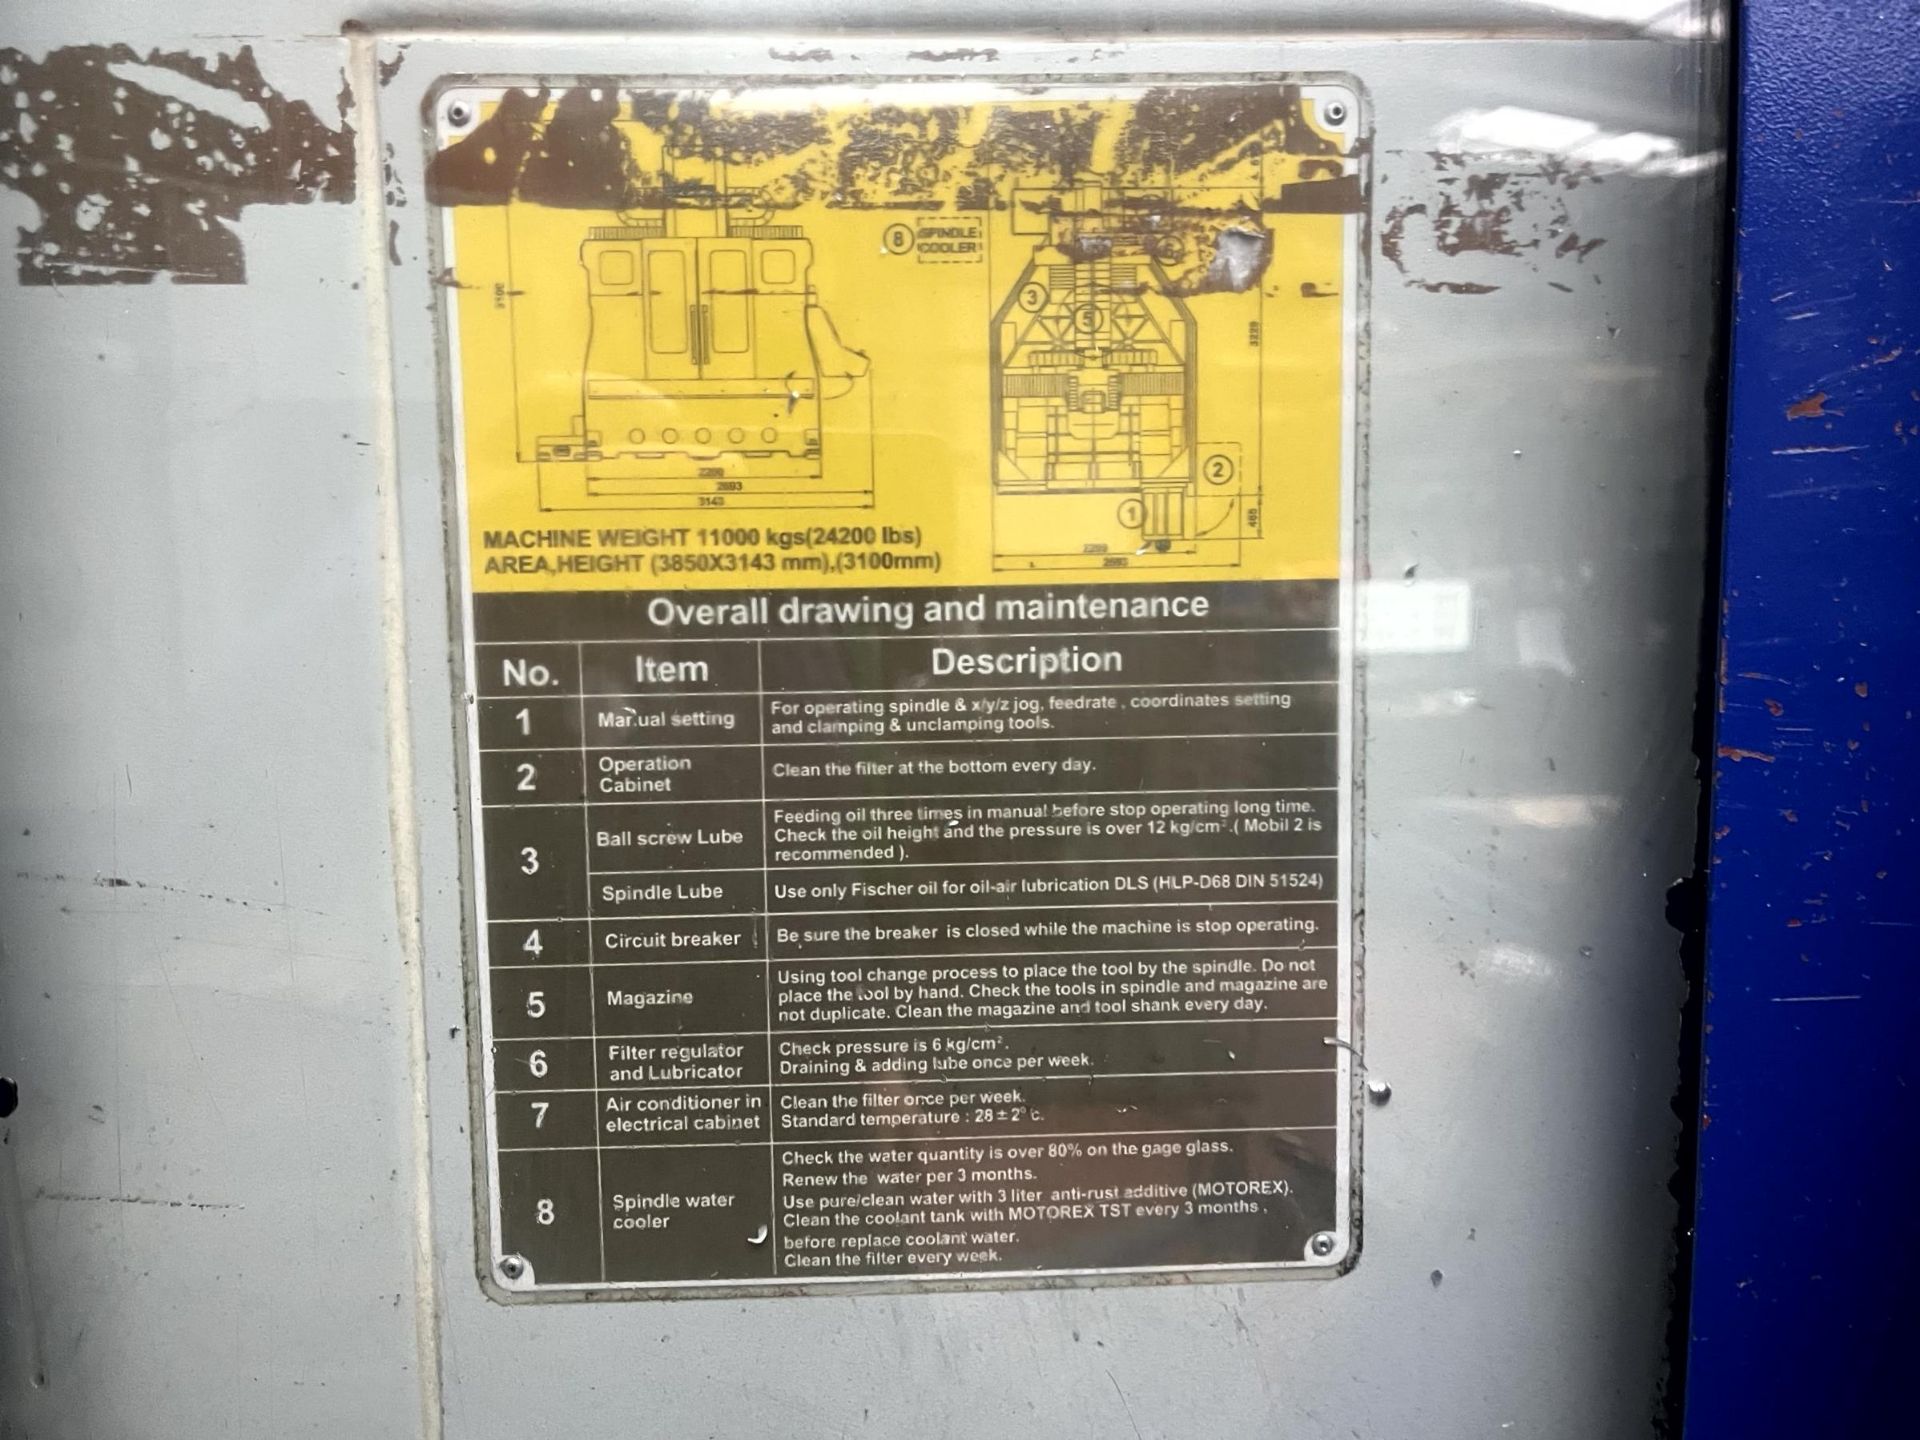 3100
8
SPINDLE
COOLER
3
5
3229
2
1
485
2200
2693
3143
2693
MACHINE WEIGHT 11000 kgs(24200 lbs)
AREA,HEIGHT (3850X3143 mm),(3100mm)
Overall drawing and maintenance
No. Item Description
1 Manual setting For operating spindle & x/y/z jog, feedrate , coordinates setting
and clamping & unclamping tools.
2 Operation
Cabinet
Clean the filter at the bottom every day.
3 Ball screw Lube
Feeding oil three times in manual before stop operating long time.
Check the oil height and the pressure is over 12 kg/cm².( Mobil 2 is
recommended ).
Spindle Lube Use only Fischer oil for oil-air lubrication DLS (HLP-D68 DIN 51524)
4 Circuit breaker Be sure the breaker is closed while the machine is stop operating.
5 Magazine
Using tool change process to place the tool by the spindle. Do not
place the tool by hand. Check the tools in spindle and magazine are
not duplicate. Clean the magazine and tool shank every day.
6 Filter regulator
and Lubricator
Check pressure is 6 kg/cm².
Draining & adding lube once per week.
7 Air conditioner in
electrical cabinet
Clean the filter once per week.
Standard temperature : 28 ± 2° c.
8 Spindle water
cooler
Check the water quantity is over 80% on the gage glass.
Renew the water per 3 months.
Use pure/clean water with 3 liter anti-rust additive (MOTOREX).
Clean the coolant tank with MOTOREX TST every 3 months ,
before replace coolant water.
Clean the filter every week.